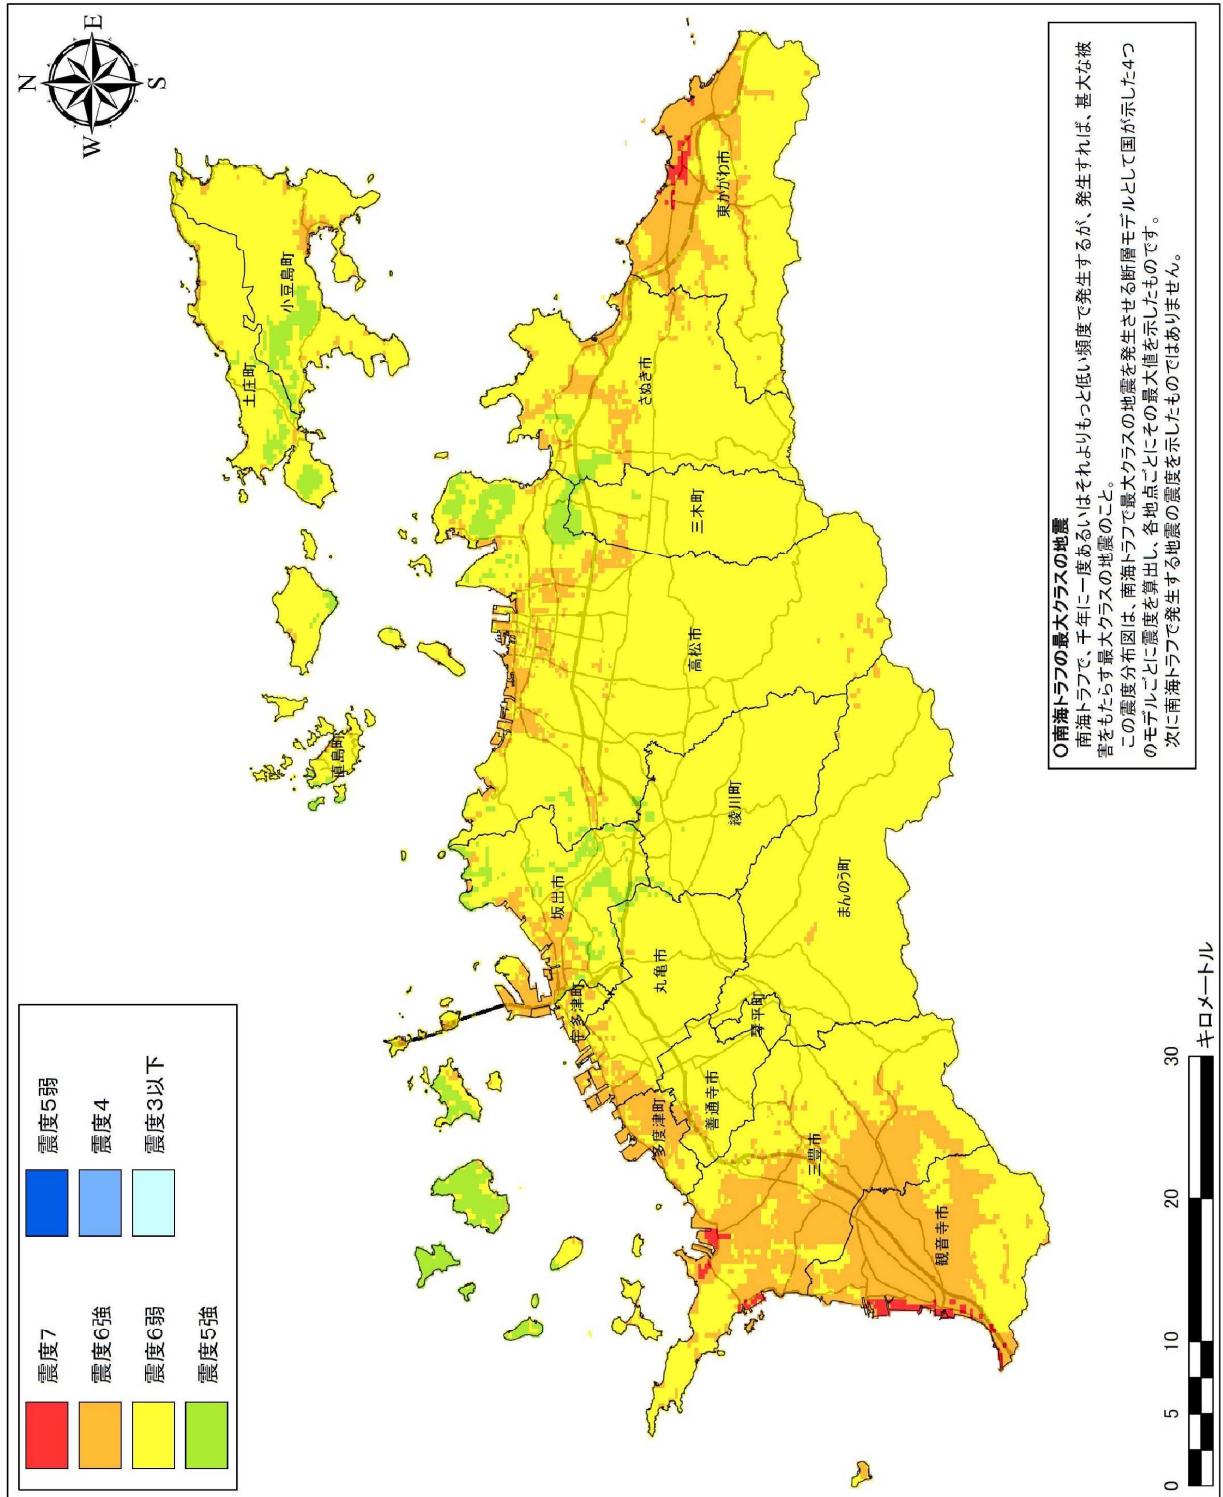 N
E
S
W
震度7
震度6強
震度6弱
震度5強
震度5弱
震度4
震度3以下
土庄町
小豆島町
直島町
東かがわ市
さぬき市
三木町
高松市
綾川町
坂出市
宇多津町
丸亀市
まんのう町
琴平町
善通寺市
多度津町
三豊市
観音寺市
0 5 10 20 30
キロメートル
○南海トラフの最大クラスの地震
南海トラフで、千年に一度あるいはそれよりもっと低い頻度で発生するが、発生すれば、甚大な被
害をもたらす最大クラスの地震のこと。
この震度分布図は、南海トラフで最大クラスの地震を発生させる断層モデルとして国が示した4つ
のモデルごとに震度を算出し、各地点ごとにその最大値を示したものです。
次に南海トラフで発生する地震の震度を示したものではありません。